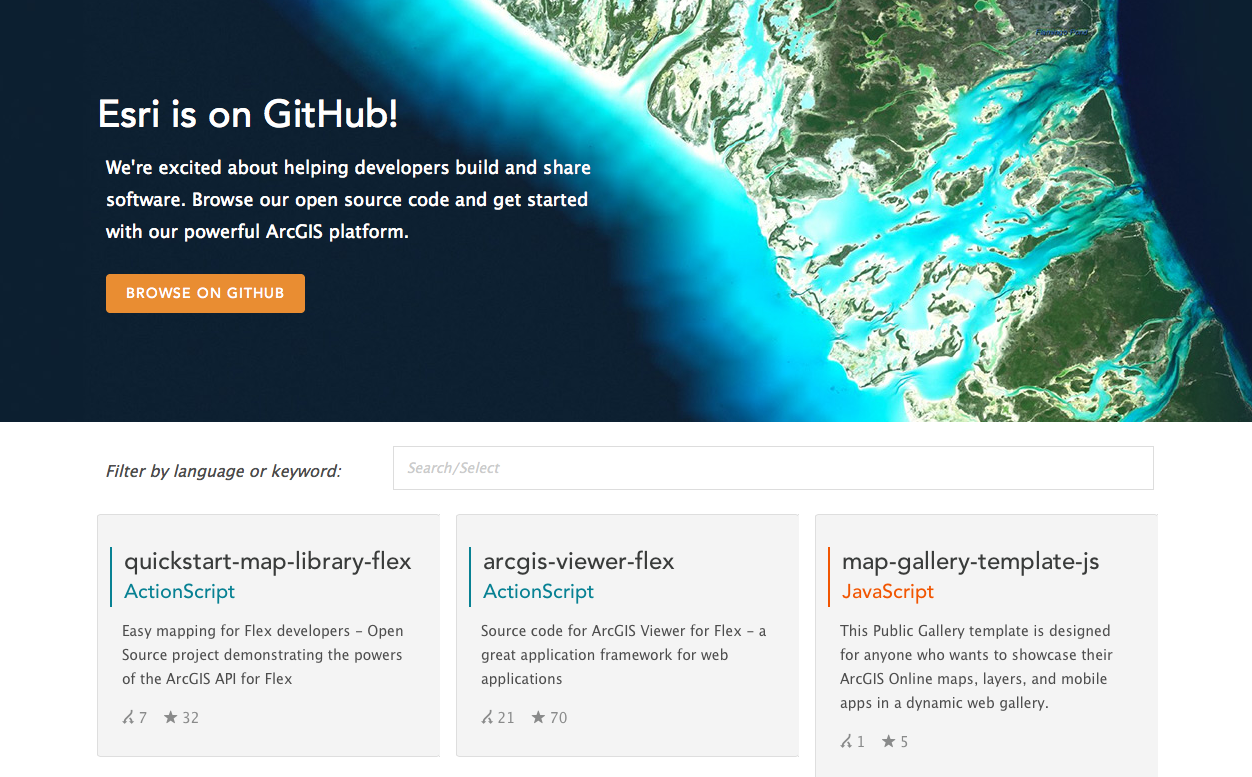 Esri is on GitHub!
We're excited about helping developers build and share
software. Browse our open source code and get started
with our powerful ArcGIS platform.
BROWSE ON GITHUB
Filter by language or keyword:
Search/Select
quickstart-map-library-flex
ActionScript
Easy mapping for Flex developers - Open
Source project demonstrating the powers
of the ArcGIS API for Flex
7 32
arcgis-viewer-flex
ActionScript
Source code for ArcGIS Viewer for Flex - a
great application framework for web
applications
21 70
map-gallery-template-js
JavaScript
This Public Gallery template is designed
for anyone who wants to showcase their
ArcGIS Online maps, layers, and mobile
apps in a dynamic web gallery.
1 5